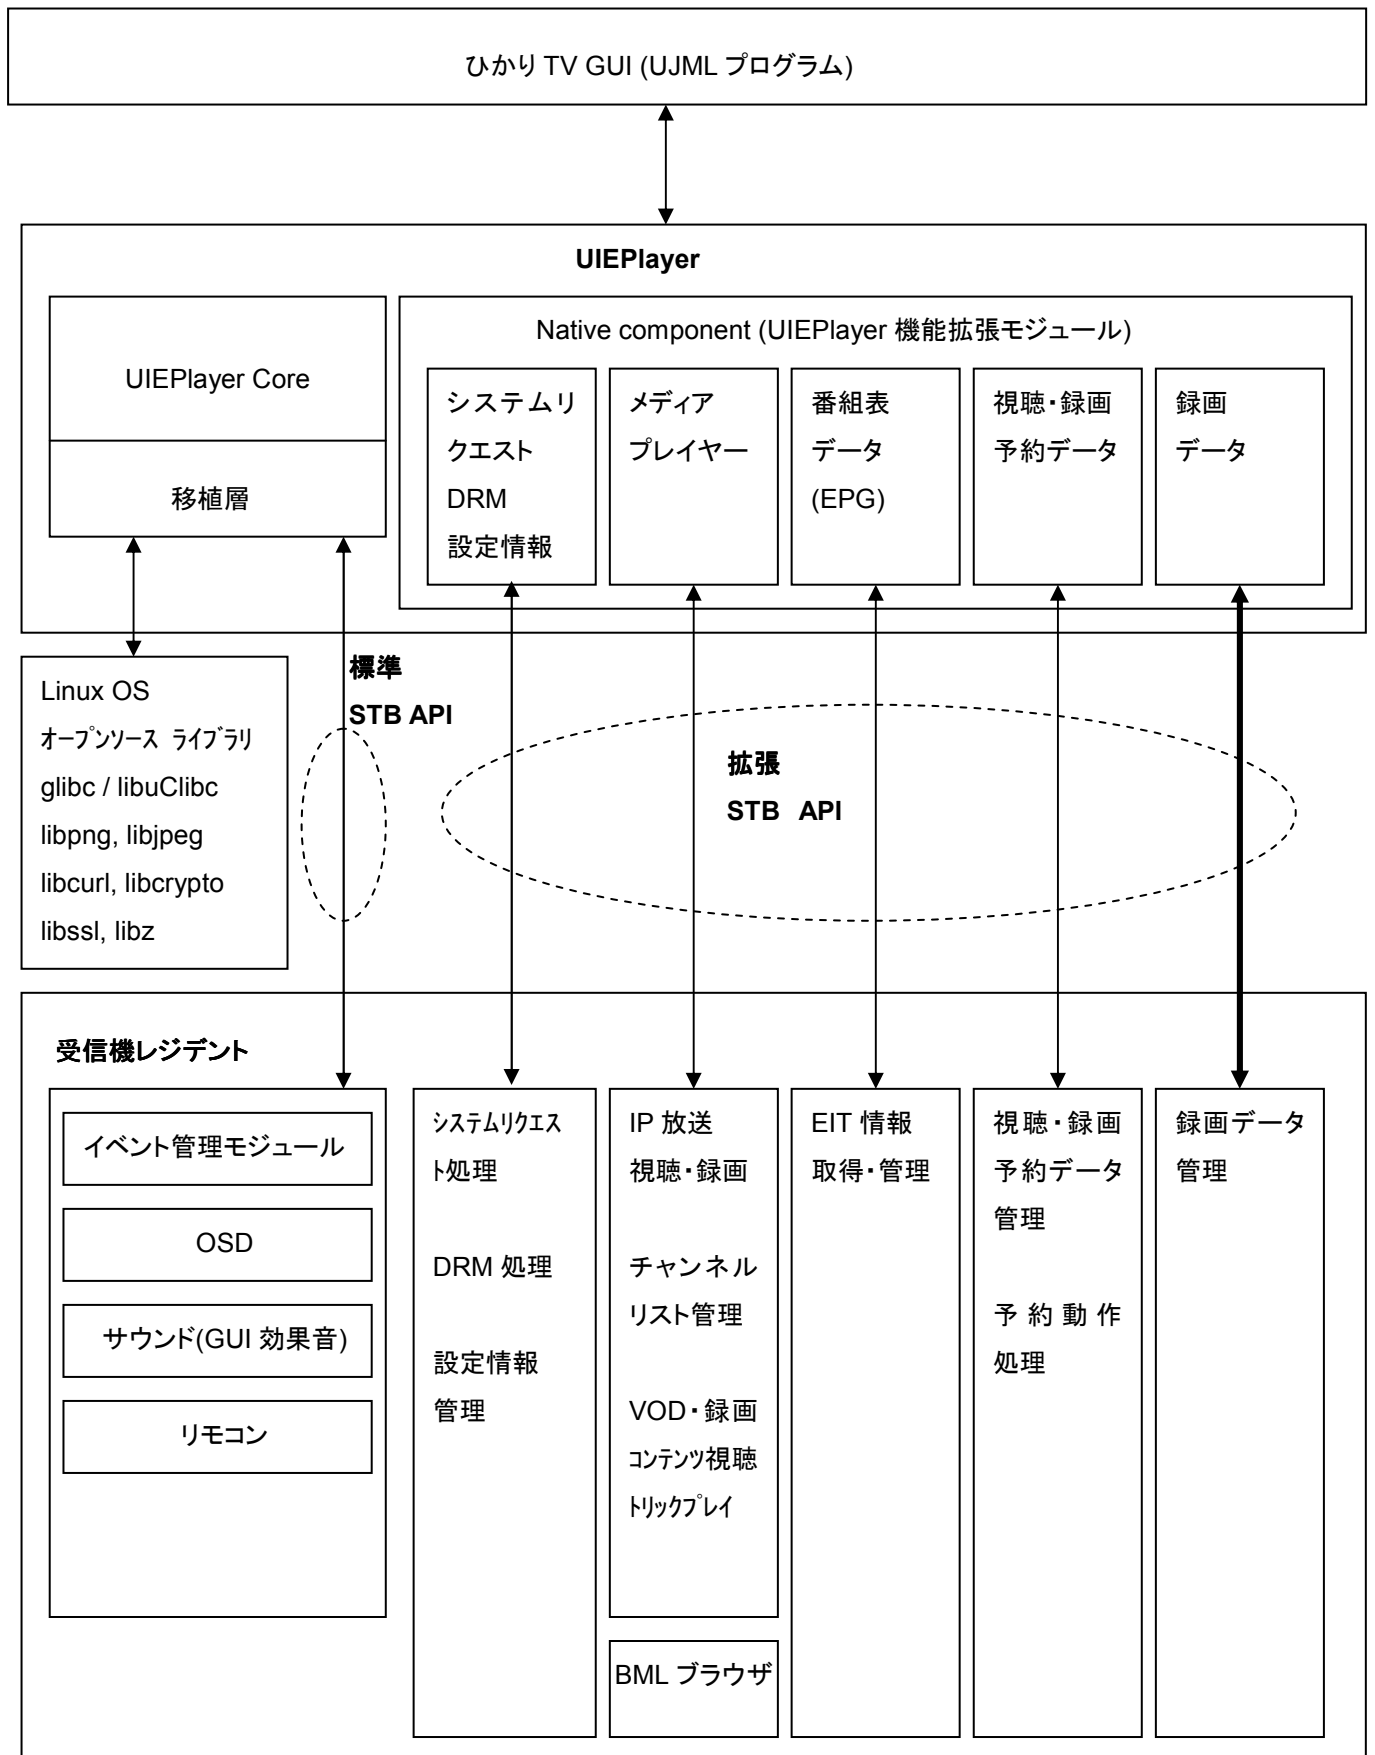 ひかり TV GUI (UJML プログラム)
UIEPlayer
UIEPlayer Core
移植層
Native component (UIEPlayer 機能拡張モジュール)
システムリ
クエスト
DRM
設定情報
メディア
プレイヤー
番組表
データ
(EPG)
視聴・録画
予約データ
録画
データ
Linux OS
ｵｰﾌﾟﾝｿｰｽ ﾗｲﾌﾞﾗﾘ
glibc / libuClibc
libpng, libjpeg
libcurl, libcrypto
libssl, libz
標準
STB API
拡張
STB API
受信機レジデント
イベント管理モジュール
OSD
サウンド(GUI 効果音)
リモコン
ｼｽﾃﾑﾘｸｴｽ
ﾄ処理
DRM 処理
設定情報
管理
IP 放送
視聴・録画
チャンネル
リスト管理
VOD・録画
ｺﾝﾃﾝﾂ視聴
ﾄﾘｯｸﾌﾟﾚｲ
BML ブラウザ
EIT 情報
取得・管理
視聴・録画
予約データ
管理
予約動作
処理
録画データ
管理